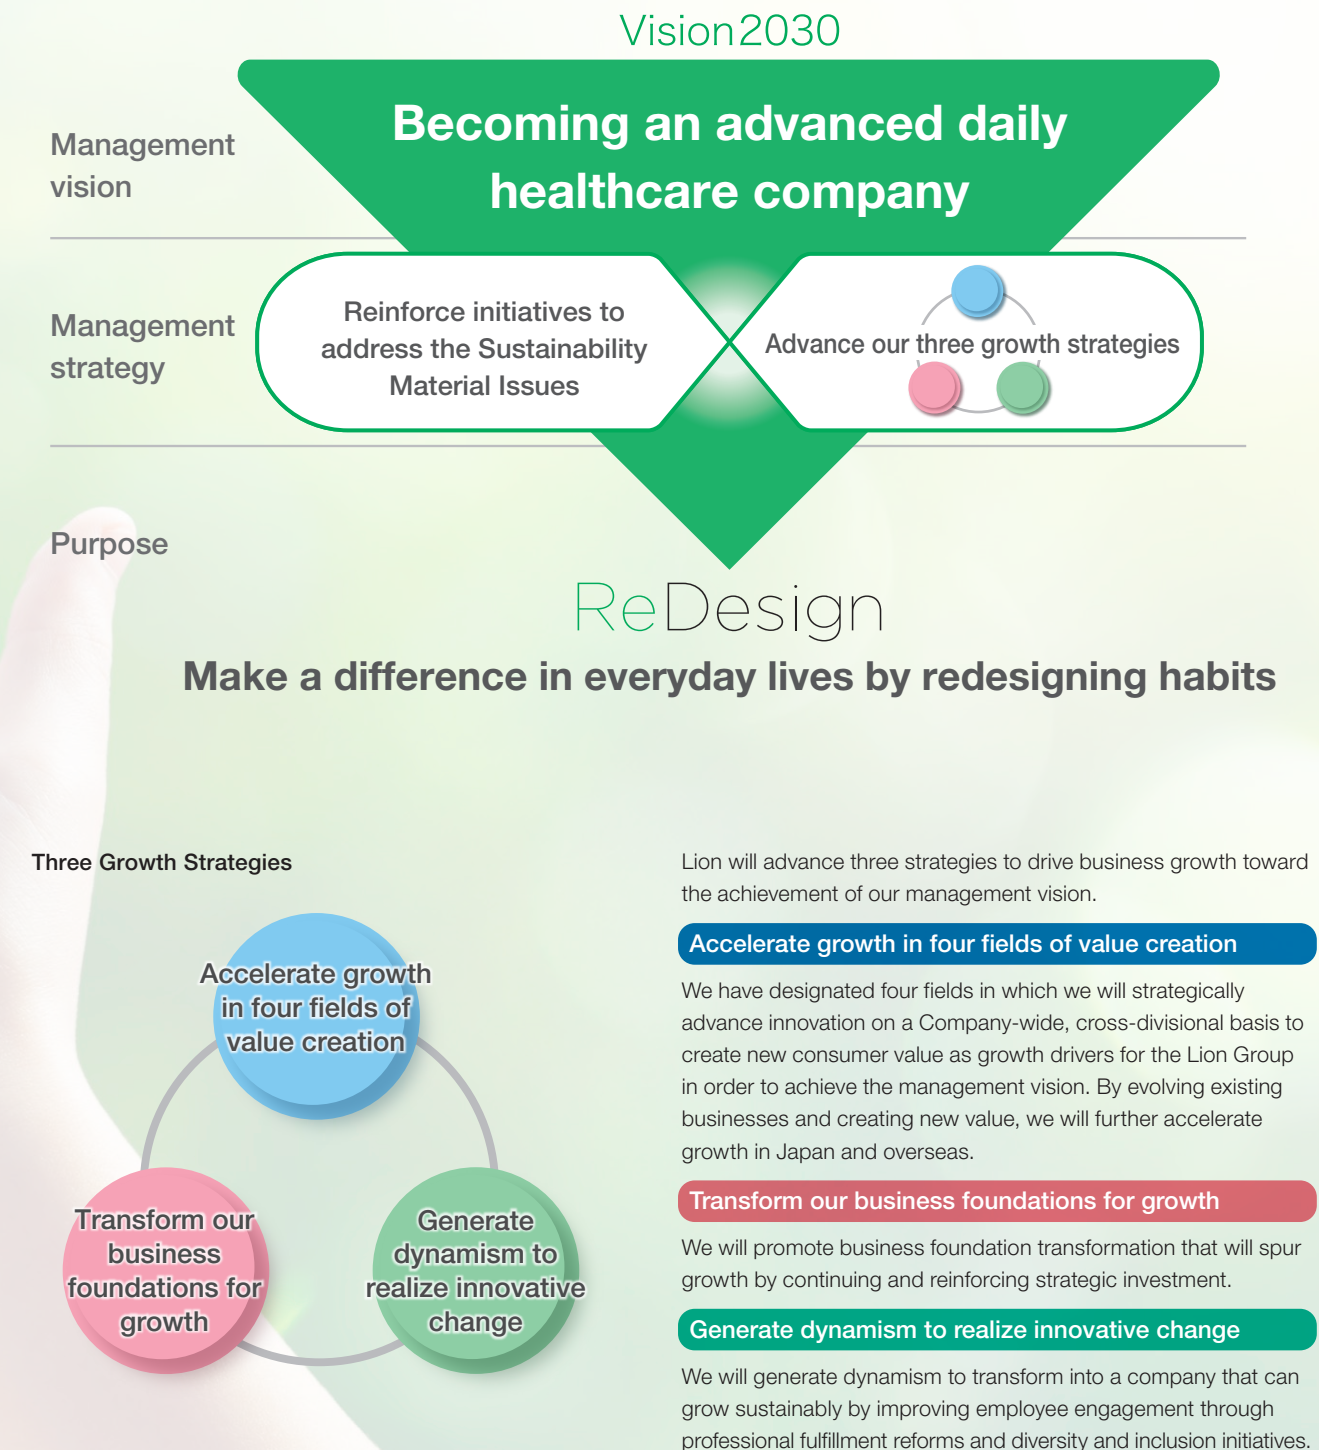 Vision2030
Management
vision
Becoming an advanced daily
healthcare company
Management
strategy
Reinforce initiatives to
address the Sustainability
Material Issues
Advance our three growth strategies
Purpose
ReDesign
Make a difference in everyday lives by redesigning habits
Three Growth Strategies
Accelerate growth
in four fields of
value creation
Transform our
business
foundations for
growth
Generate
dynamism to
realize innovative
change
Lion will advance three strategies to drive business growth toward
the achievement of our management vision.
Accelerate growth in four fields of value creation
We have designated four fields in which we will strategically
advance innovation on a Company-wide, cross-divisional basis to
create new consumer value as growth drivers for the Lion Group
in order to achieve the management vision. By evolving existing
businesses and creating new value, we will further accelerate
growth in Japan and overseas.
Transform our business foundations for growth
We will promote business foundation transformation that will spur
growth by continuing and reinforcing strategic investment.
Generate dynamism to realize innovative change
We will generate dynamism to transform into a company that can
grow sustainably by improving employee engagement through
professional fulfillment reforms and diversity and inclusion initiatives.